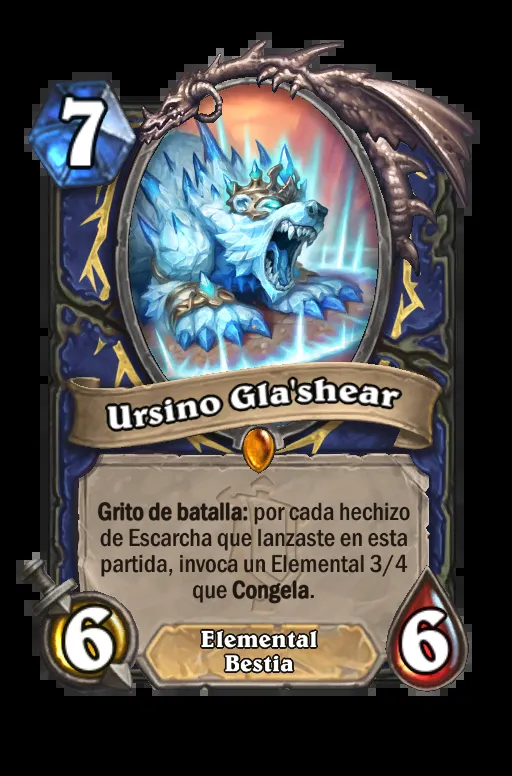 7
Ursino Gla'shear
Grito de batalla: por cada hechizo
de Escarcha que lanzaste en esta
partida, invoca un Elemental 3/4
que Congela.
6
Elemental
Bestia
6